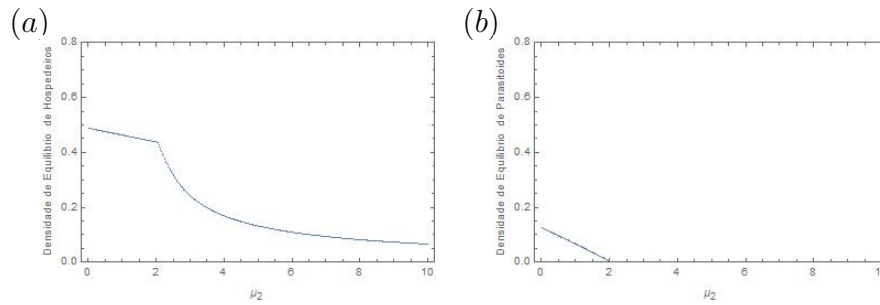 (a)
Densidade de Equilíbrio de Hospedeiros
0.8
0.6
0.4
0.2
0.0
0 2 4 6 8 10
μ2
(b)
Densidade de Equilíbrio de Parasitoides
0.8
0.6
0.4
0.2
0.0
0 2 4 6 8 10
μ2